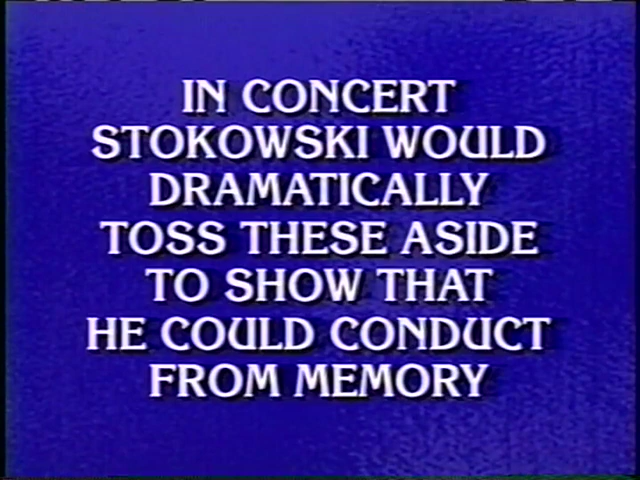 IN CONCERT
STOKOWSKI WOULD
DRAMATICALLY
TOSS THESE ASIDE
TO SHOW THAT
HE COULD CONDUCT
FROM MEMORY